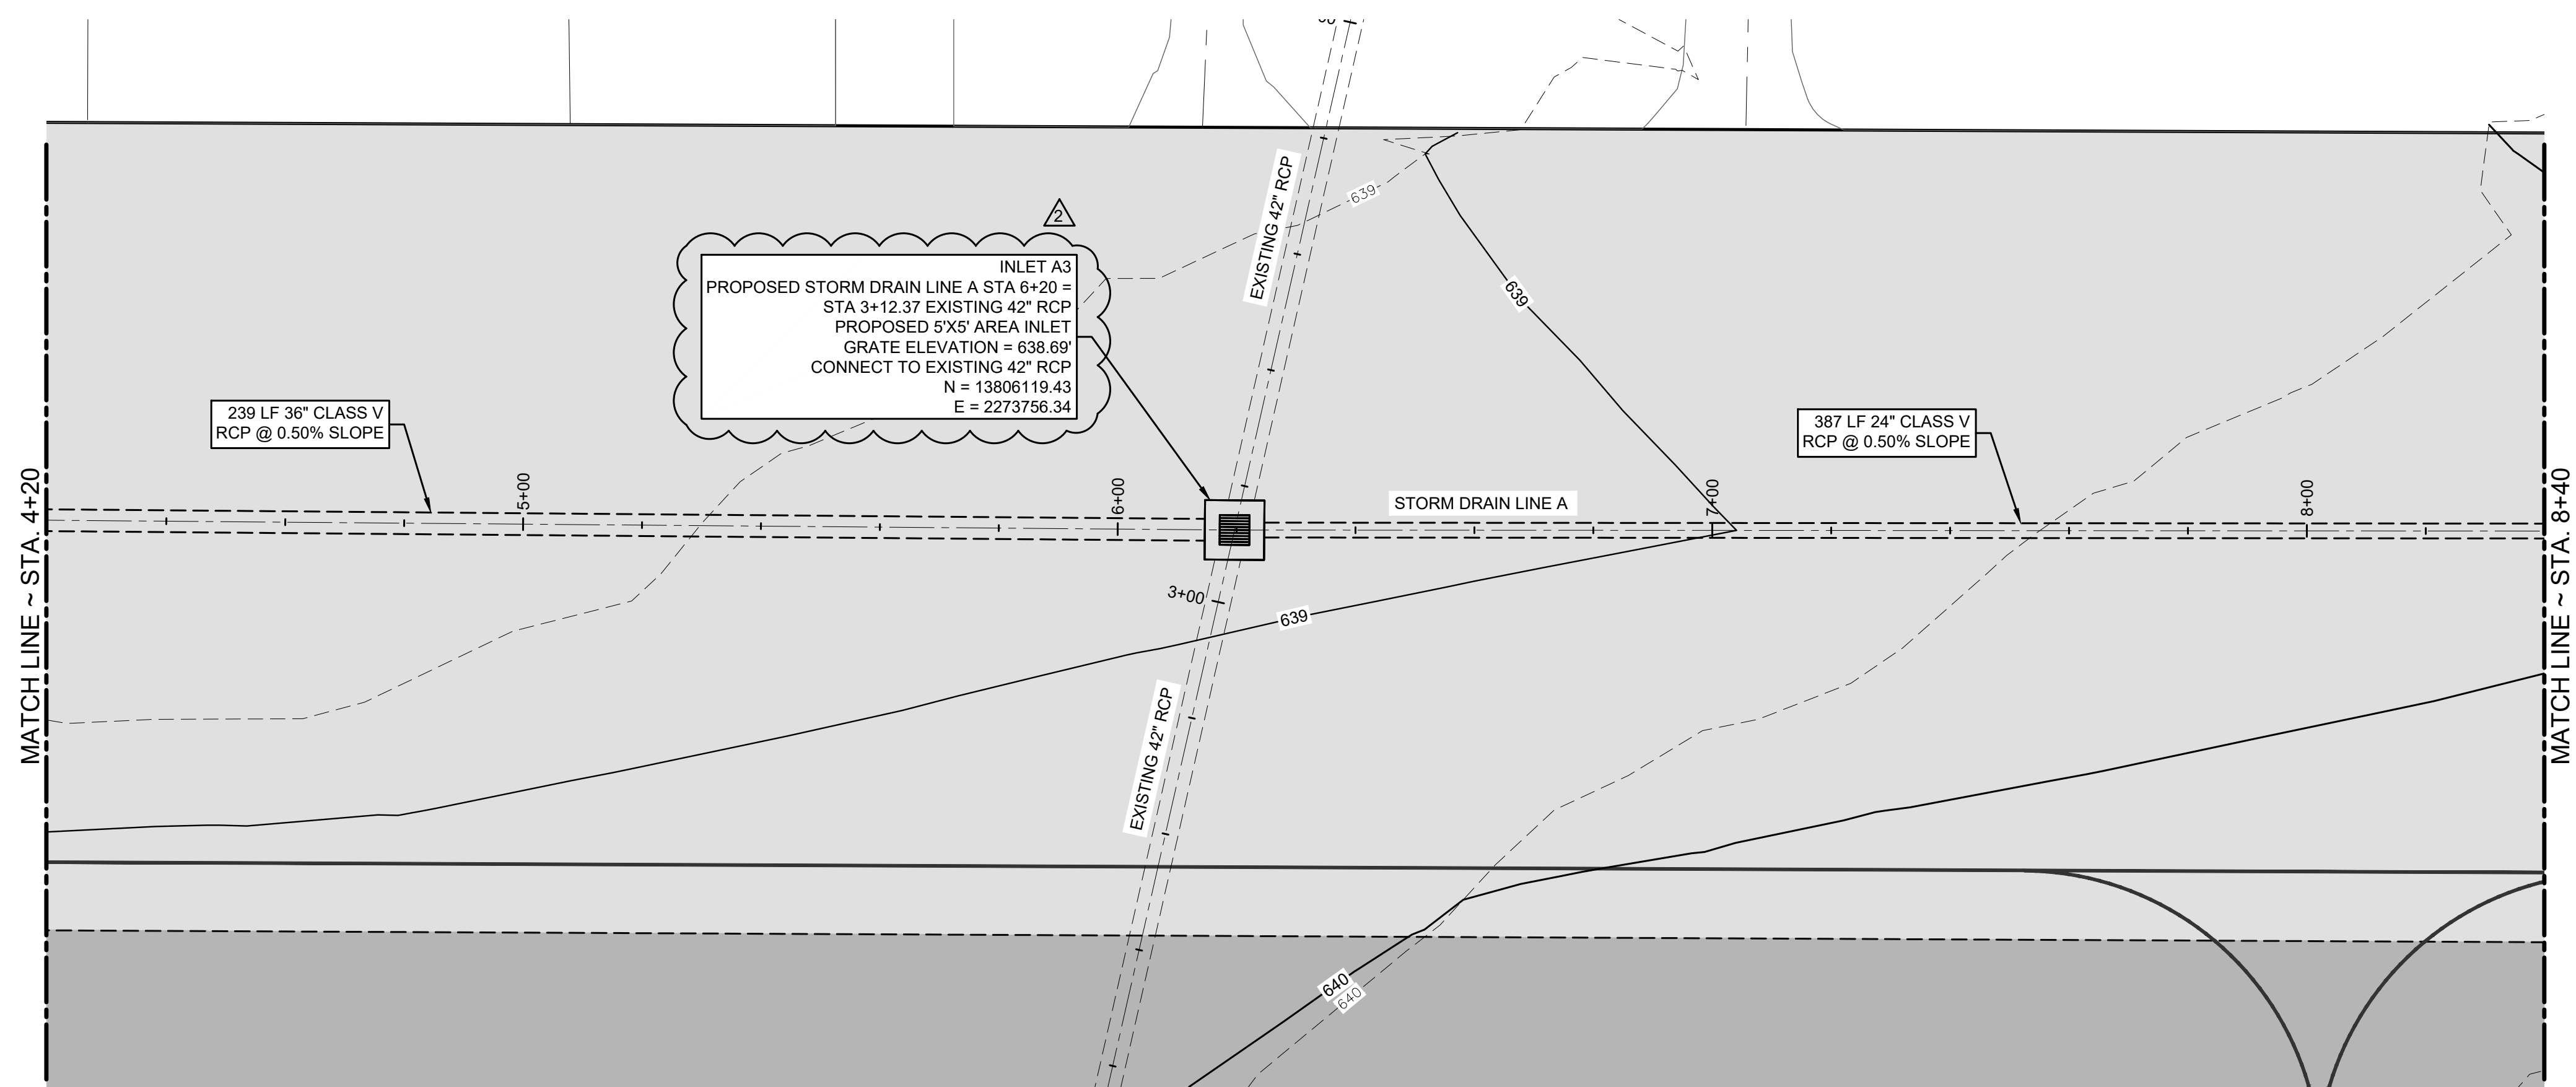 2
INLET A3
PROPOSED STORM DRAIN LINE A STA 6+20 =
STA 3+12.37 EXISTING 42" RCP
PROPOSED 5'X5' AREA INLET
GRATE ELEVATION = 638.69'
CONNECT TO EXISTING 42" RCP
N = 13806119.43
E = 2273756.34
EXISTING 42" RCP
639
639
239 LF 36" CLASS V
RCP @ 0.50% SLOPE
387 LF 24" CLASS V
RCP @ 0.50% SLOPE
MATCH LINE ~ STA. 4+20
5+00
6+00
STORM DRAIN LINE A
7+00
8+00
MATCH LINE ~ STA. 8+40
3+00
639
EXISTING 42" RCP
640
640